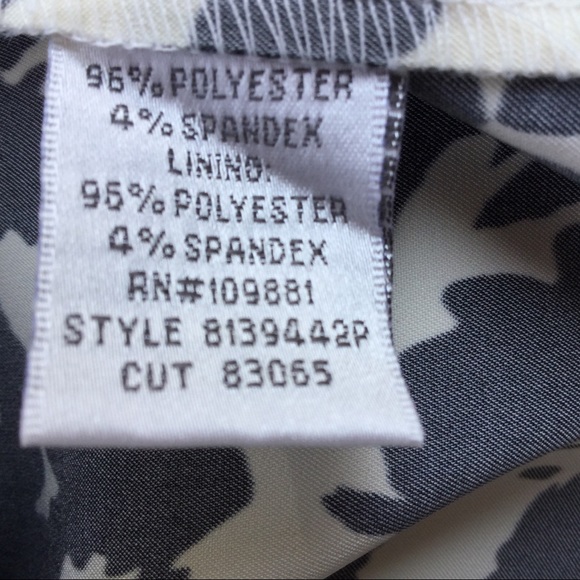 96% POLYESTER
4% SPANDEX
LINING:
96% POLYESTER
4% SPANDEX
RN#109881
STYLE 8139442P
CUT 83065